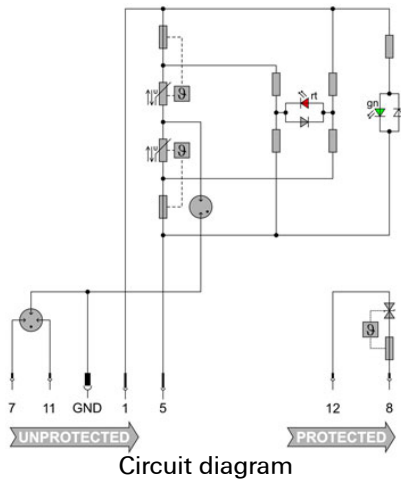 rt
ϑ
U
gn
ϑ
U
ϑ
7 11 GND 1 5 12 8
UNPROTECTED PROTECTED
Circuit diagram